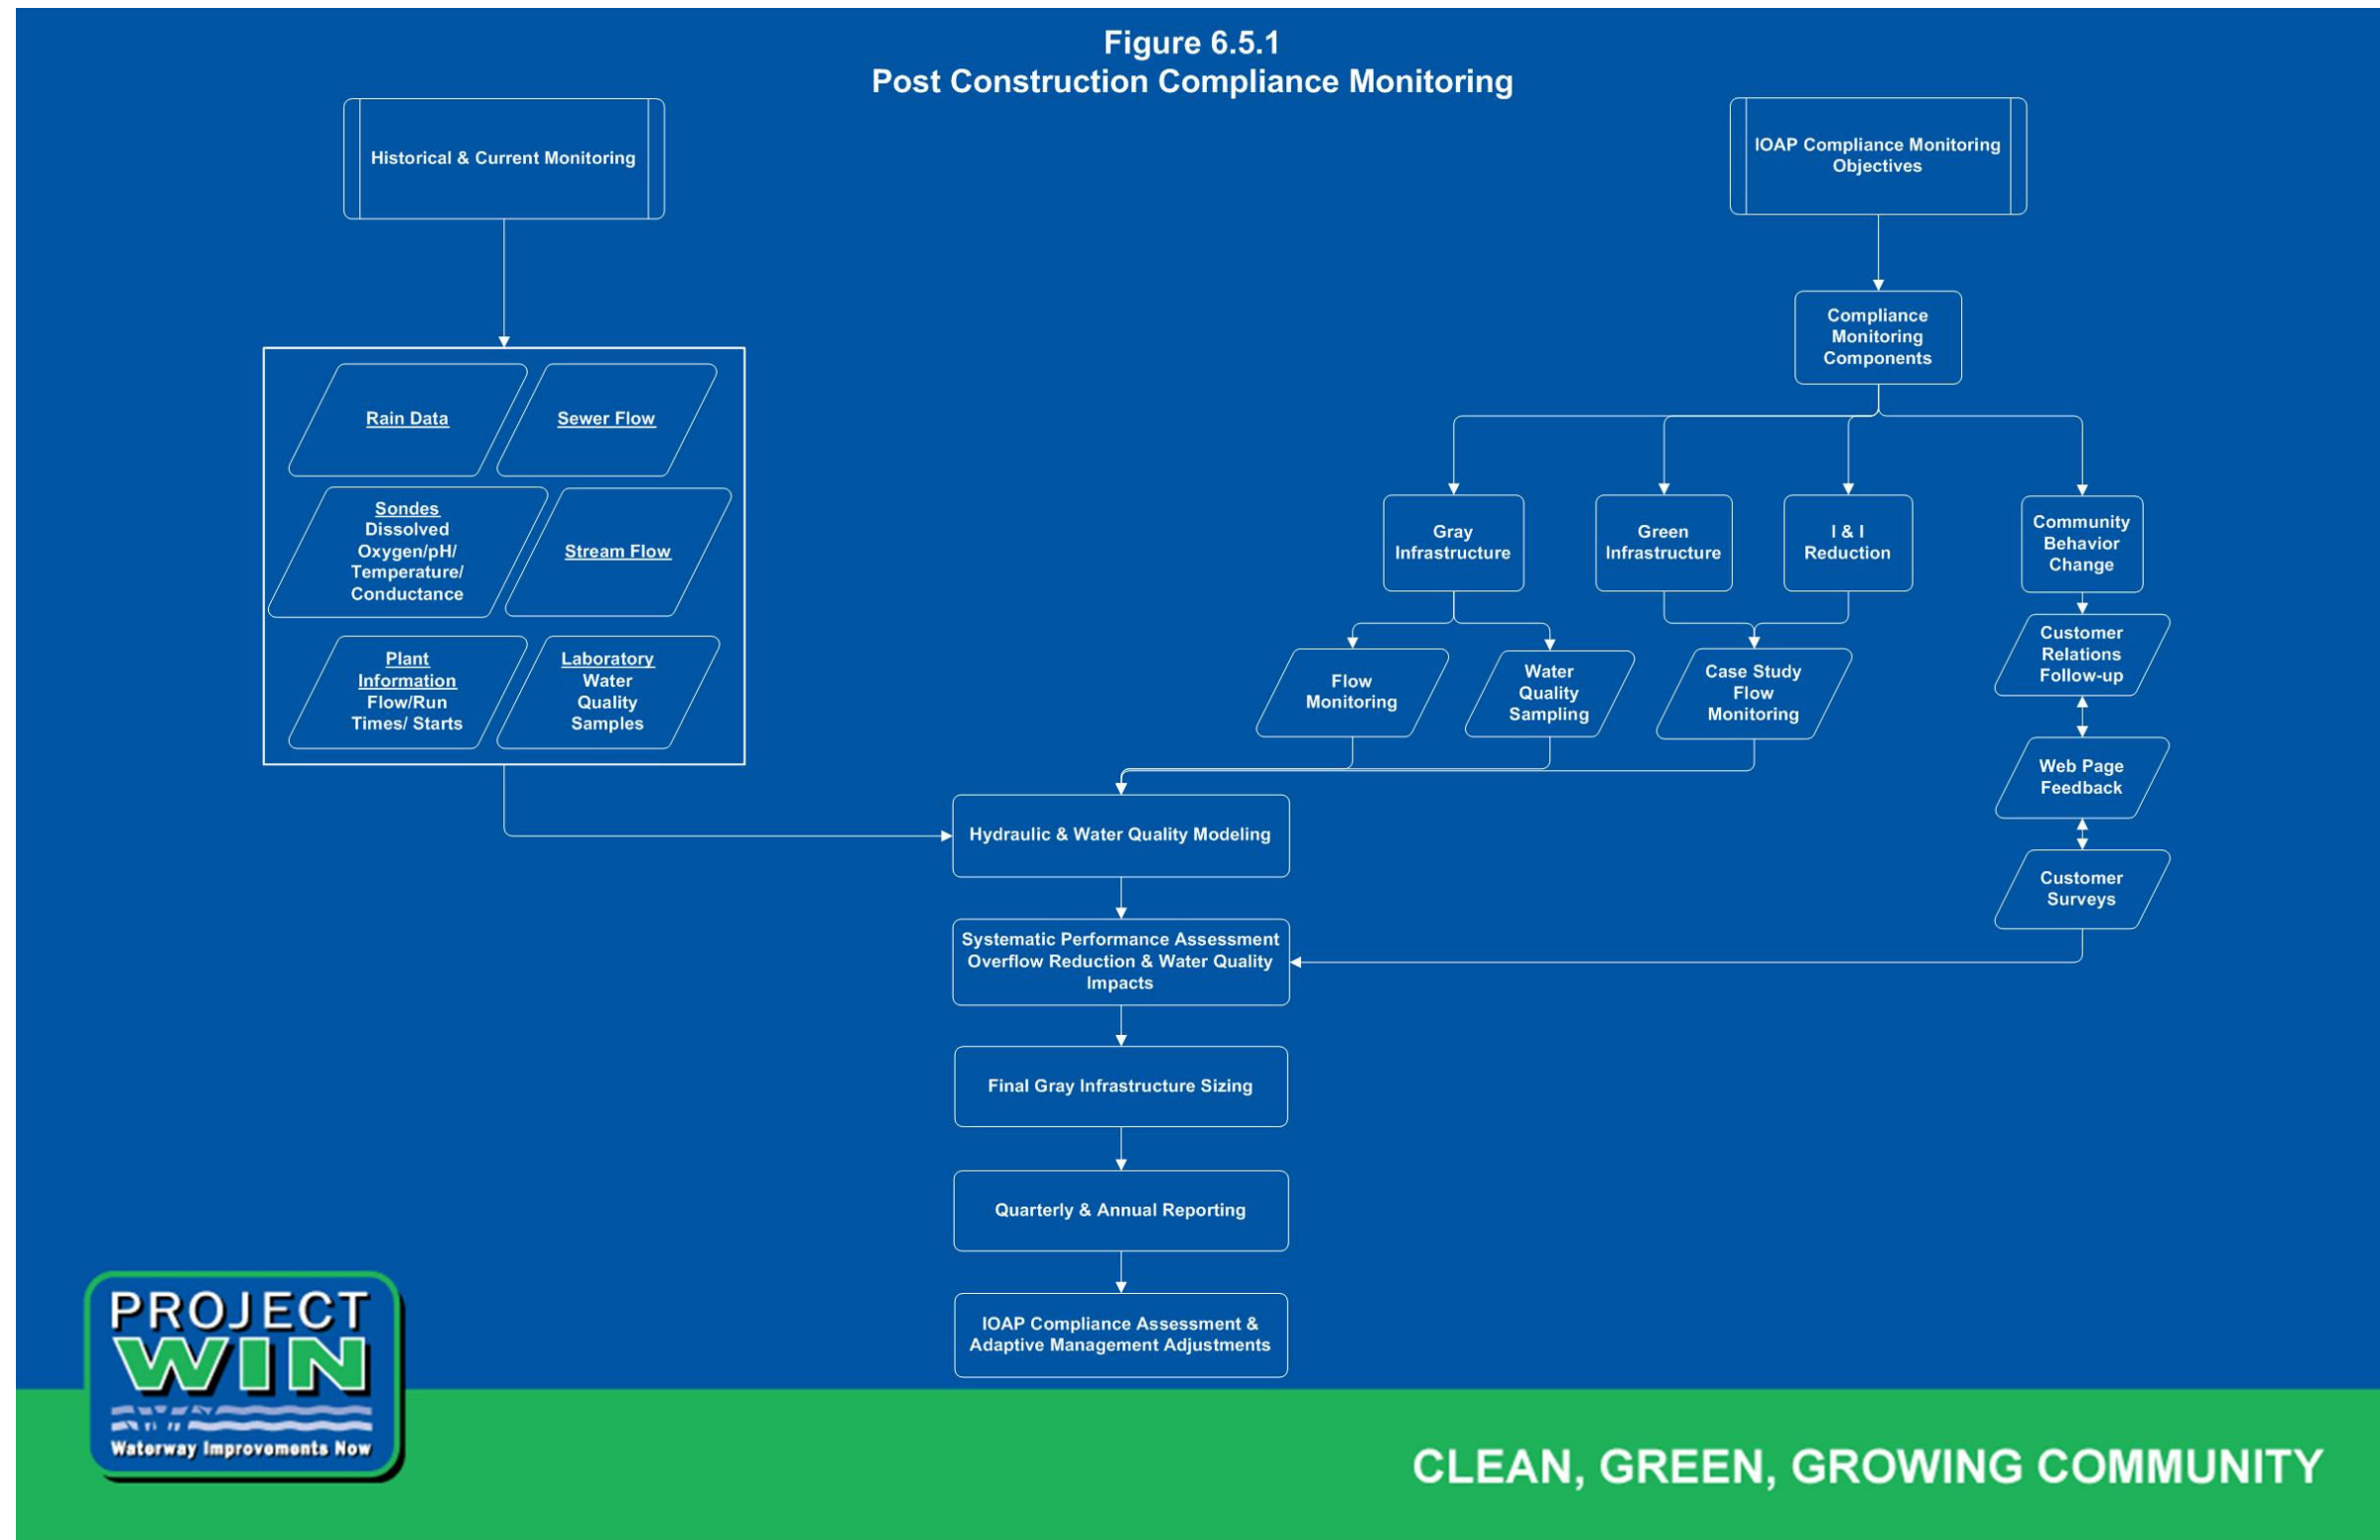 Figure 6.5.1
Post Construction Compliance Monitoring
Historical & Current Monitoring
IOAP Compliance Monitoring
Objectives
Compliance
Monitoring
Components
Rain Data
Sewer Flow
Sondes
Dissolved
Oxygen/pH/
Temperature/
Conductance
Stream Flow
Plant
Information
Flow/Run
Times/ Starts
Laboratory
Water
Quality
Samples
Gray
Infrastructure
Green
Infrastructure
I & I
Reduction
Community
Behavior
Change
Flow
Monitoring
Water
Quality
Sampling
Case Study
Flow
Monitoring
Customer
Relations
Follow-up
Web Page
Feedback
Customer
Surveys
Hydraulic & Water Quality Modeling
Systematic Performance Assessment
Overflow Reduction & Water Quality
Impacts
Final Gray Infrastructure Sizing
Quarterly & Annual Reporting
IOAP Compliance Assessment &
Adaptive Management Adjustments
PROJECT
WIN
Waterway Improvements Now
CLEAN, GREEN, GROWING COMMUNITY